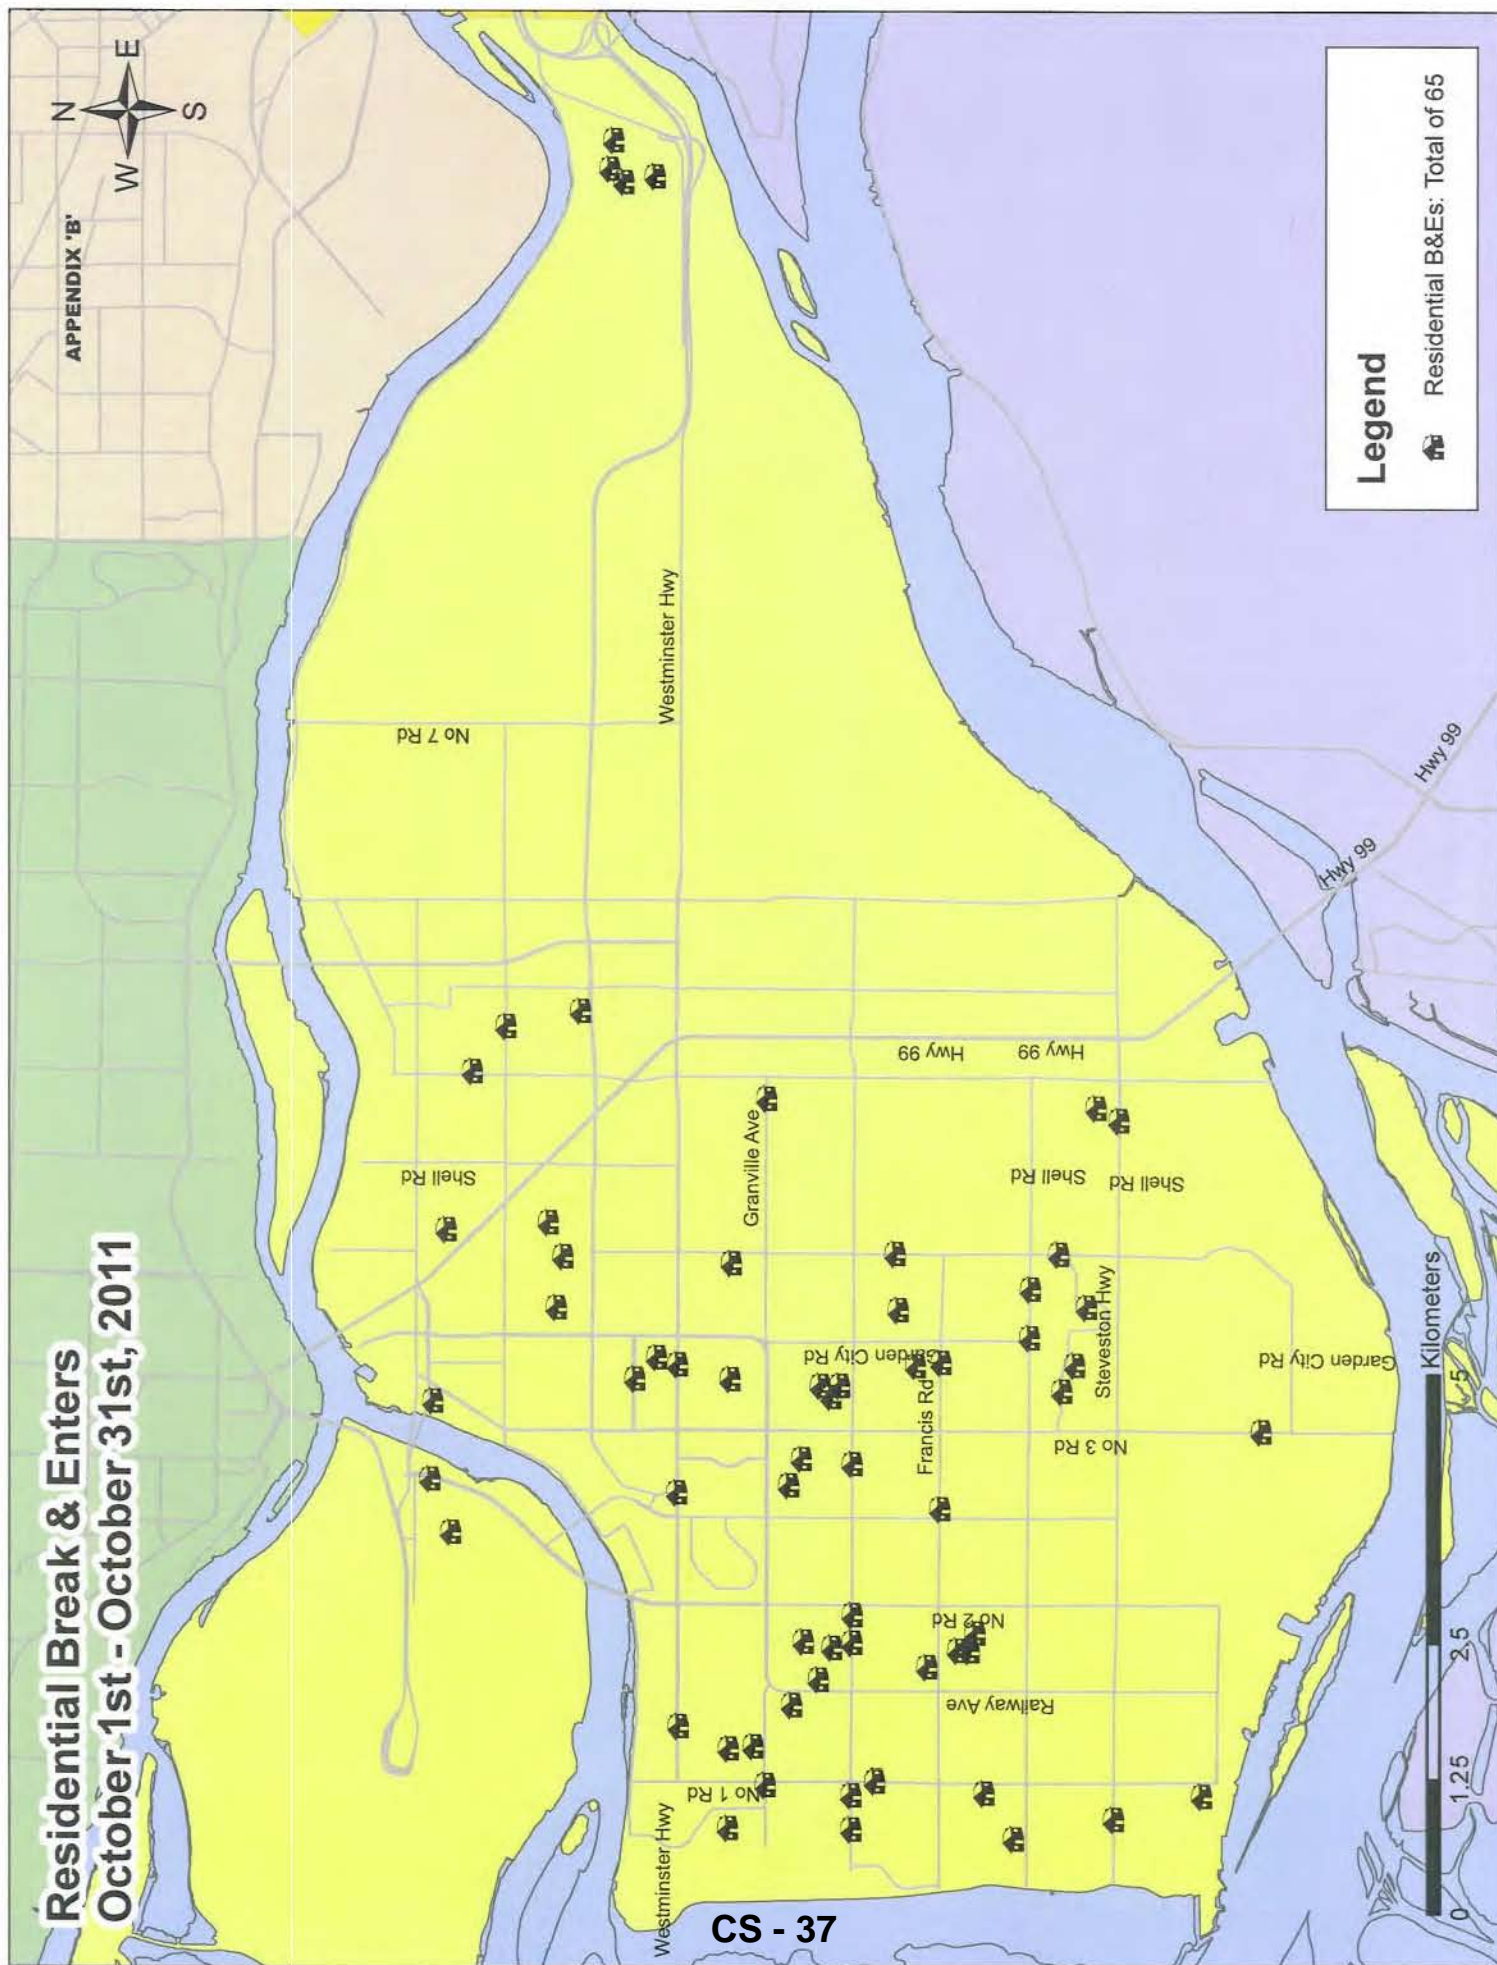 Residential Break & Enters
October 1st - October 31st, 2011
APPENDIX 'B'
N
W
E
S
No 7 Rd
Westminster Hwy
Shell Rd
Granville Ave
Hwy 99
Hwy 99
Shell Rd
Shell Rd
Hwy 99
Hwy 99
Garden City Rd
Francis Rd
Steveston Hwy
Garden City Rd
No 3 Rd
No 2 Rd
Railway Ave
No 1 Rd
Westminster Hwy
Legend
Residential B&Es: Total of 65
Kilometers
0
1.25
2.5
5
CS - 37